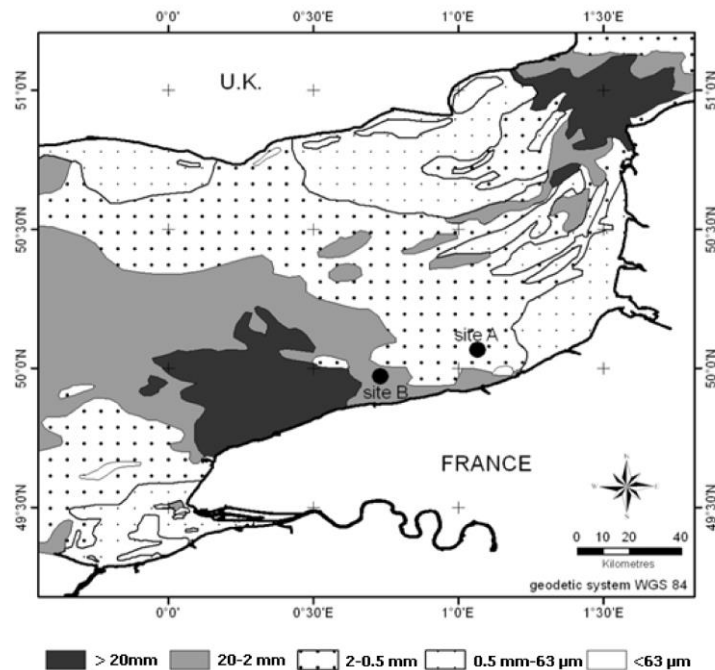 0°0' 0°30'E 1°0'E 1°30'E
51°0'N 51°0'N
U.K.
50°30'N 50°30'N
site A
50°0'N 50°0'N
site B
FRANCE
49°30'N 49°30'N
0 10 20 40
Kilometres
geodetic system WGS 84
0°0' 0°30'E 1°0'E 1°30'E
> 20mm 20-2 mm 2-0.5 mm 0.5 mm-63 µm <63 µm